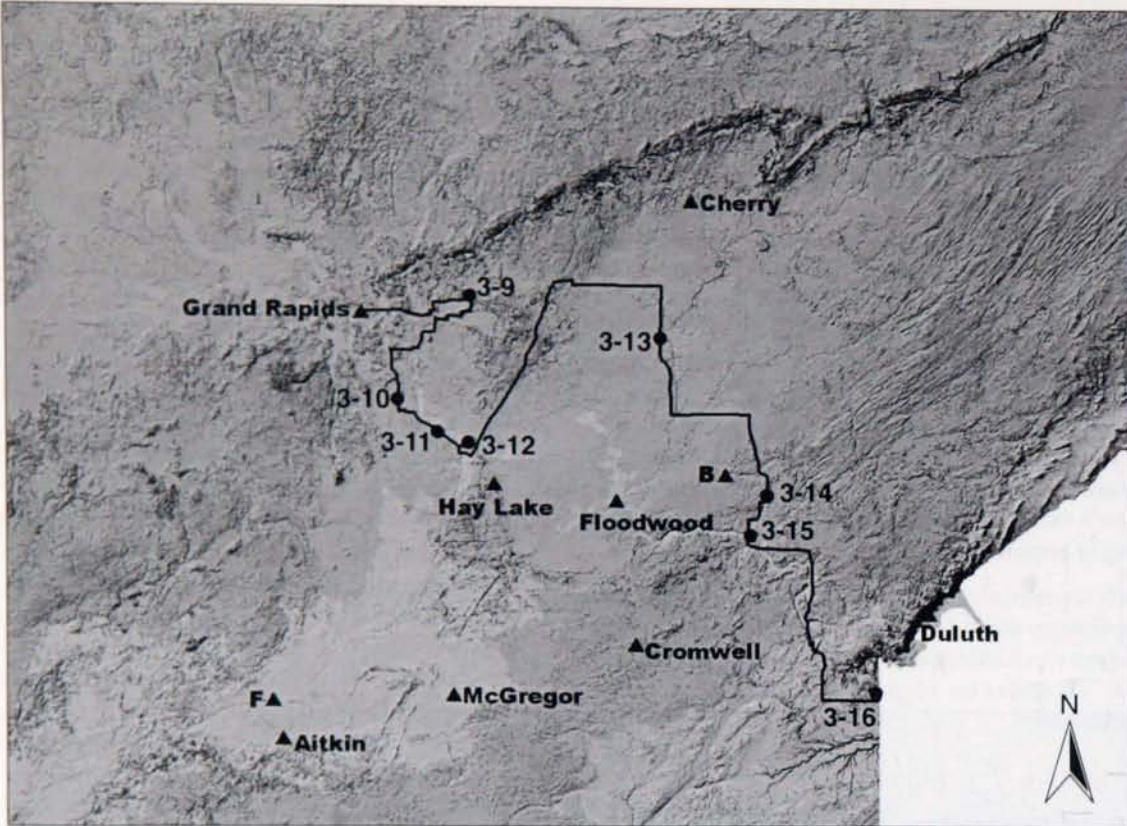 Cherry
3-9
Grand Rapids
3-13
3-10
3-11
3-12
B
3-14
Hay Lake
Floodwood
3-15
Duluth
Cromwell
F
McGregor
3-16
N
Aitkin